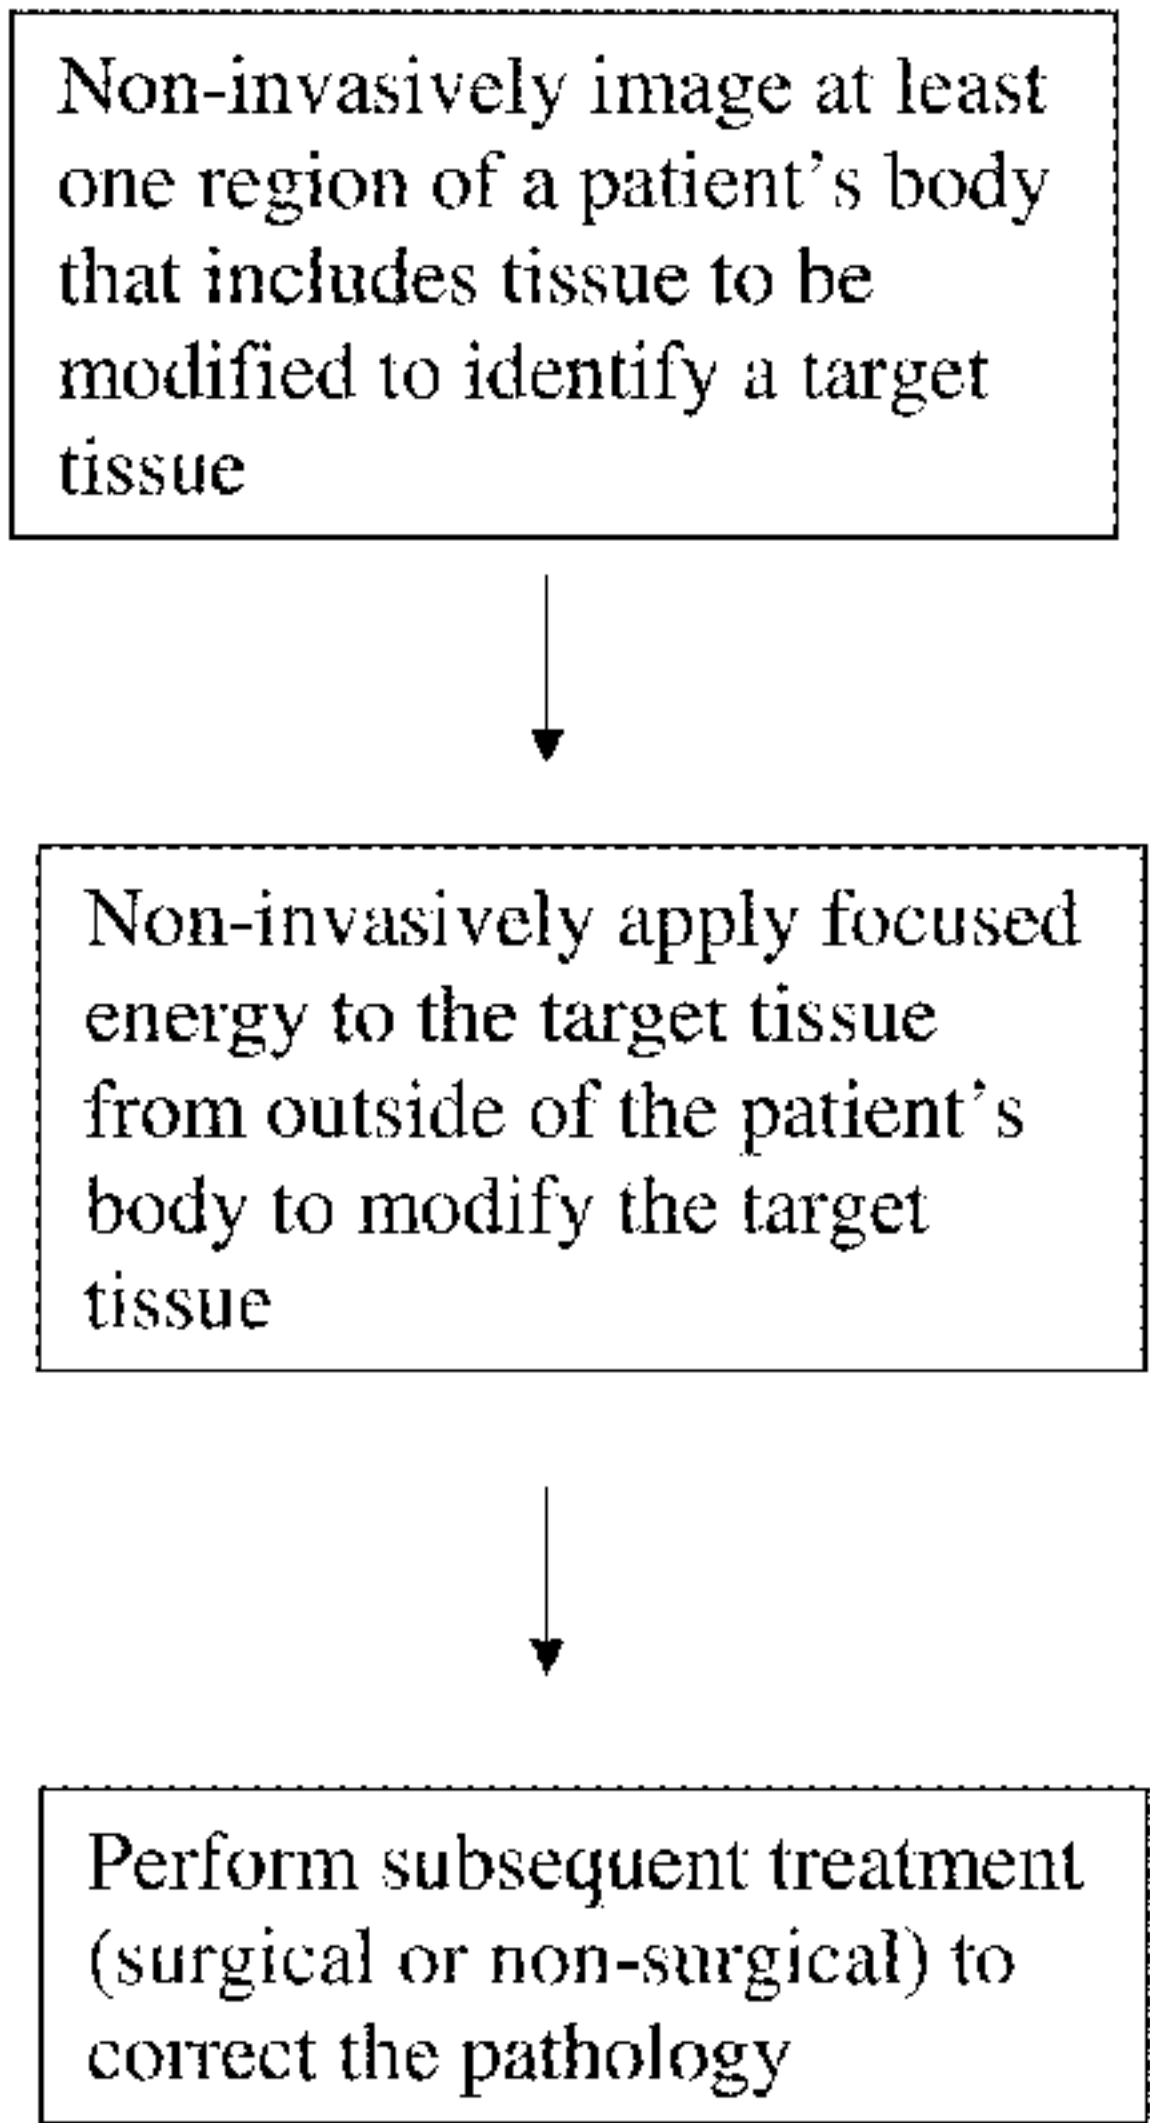 Non-invasively image at least
one region of a patient's body
that includes tissue to be
modified to identify a target
tissue
Non-invasively apply focused
energy to the target tissue
from outside of the patient's
body to modify the target
tissue
Perform subsequent treatment
(surgical or non-surgical) to
correct the pathology